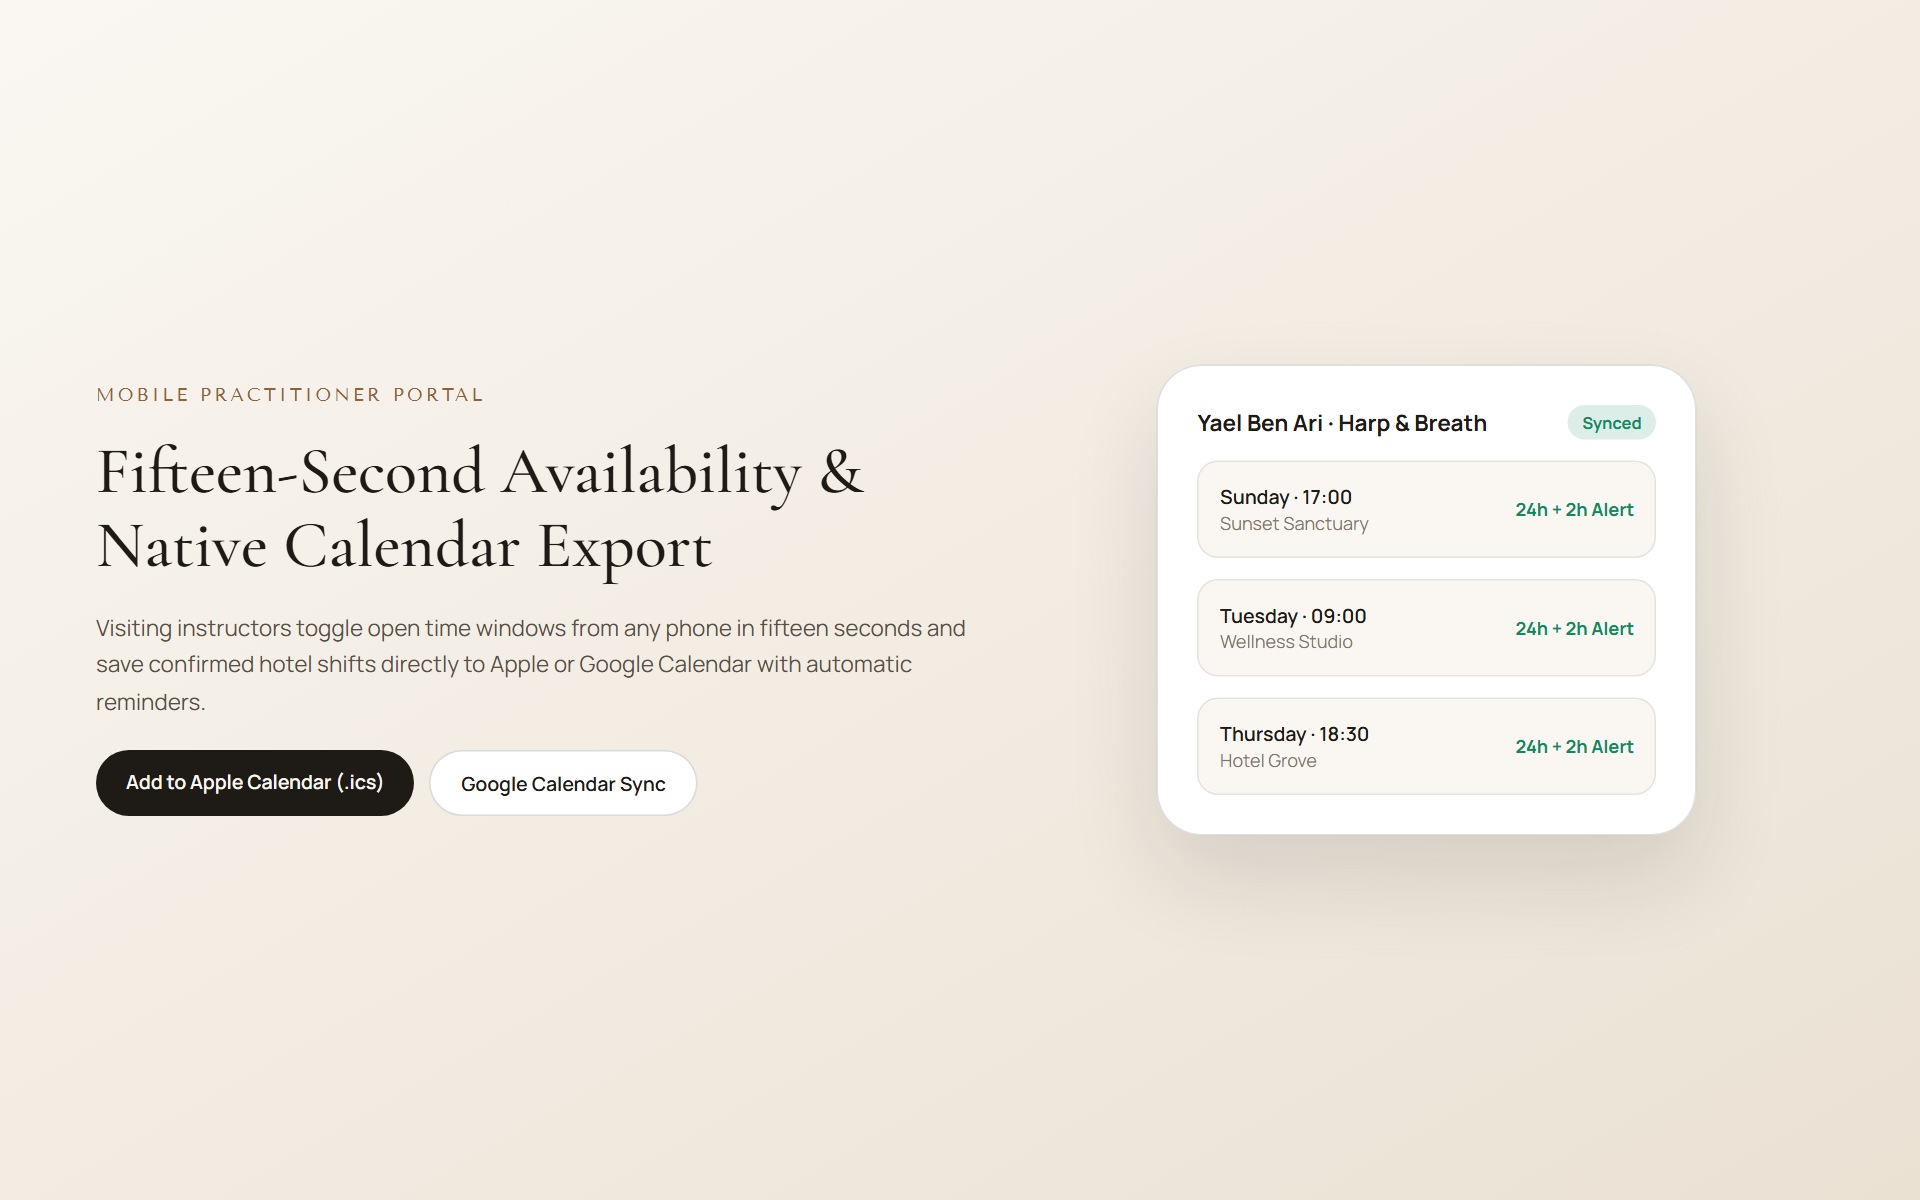 MOBILE PRACTITIONER PORTAL
Fifteen-Second Availability &
Native Calendar Export
Visiting instructors toggle open time windows from any phone in fifteen seconds and
save confirmed hotel shifts directly to Apple or Google Calendar with automatic
reminders.
Add to Apple Calendar (.ics)
Google Calendar Sync
Yael Ben Ari · Harp & Breath
Synced
Sunday · 17:00
Sunset Sanctuary
24h + 2h Alert
Tuesday · 09:00
Wellness Studio
24h + 2h Alert
Thursday · 18:30
Hotel Grove
24h + 2h Alert